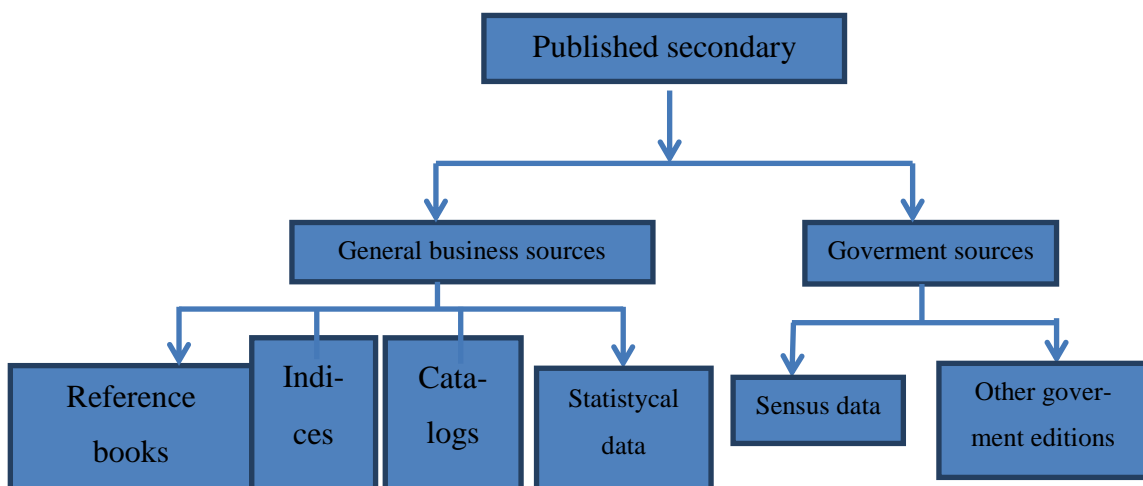 Published secondary
General business sources
Goverment sources
Reference
books
Indi-
ces
Cata-
logs
Statistycal
data
Sensus data
Other gover-
ment editions